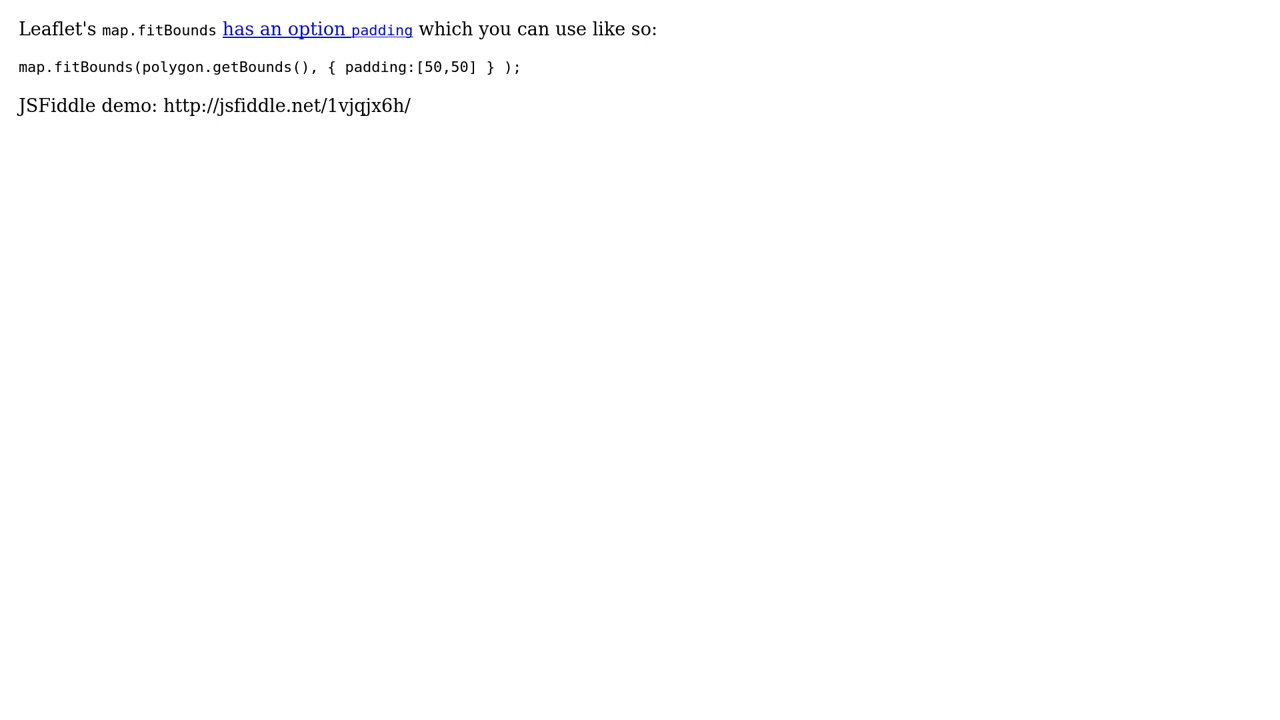 Leaflet's map.fitBounds has an option padding which you can use like so:
map.fitBounds(polygon.getBounds(), { padding:[50,50] } );
JSFiddle demo: http://jsfiddle.net/1vjqjx6h/